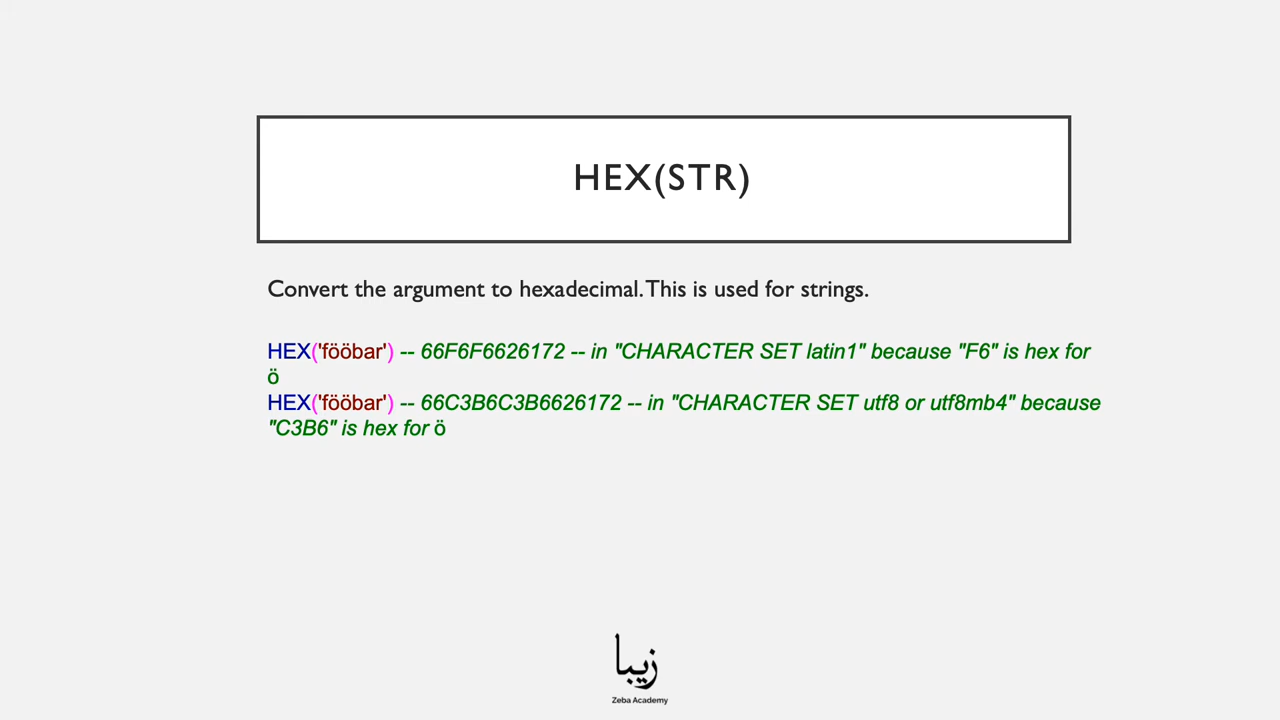 HEX(STR)
Convert the argument to hexadecimal. This is used for strings.
HEX('fööbar') -- 66F6F6626172 -- in "CHARACTER SET latin1" because "F6" is hex for
ö
HEX('fööbar') -- 66C3B6C3B6626172 -- in "CHARACTER SET utf8 or utf8mb4" because
"C3B6" is hex for ö
زيبا
Zeba Academy